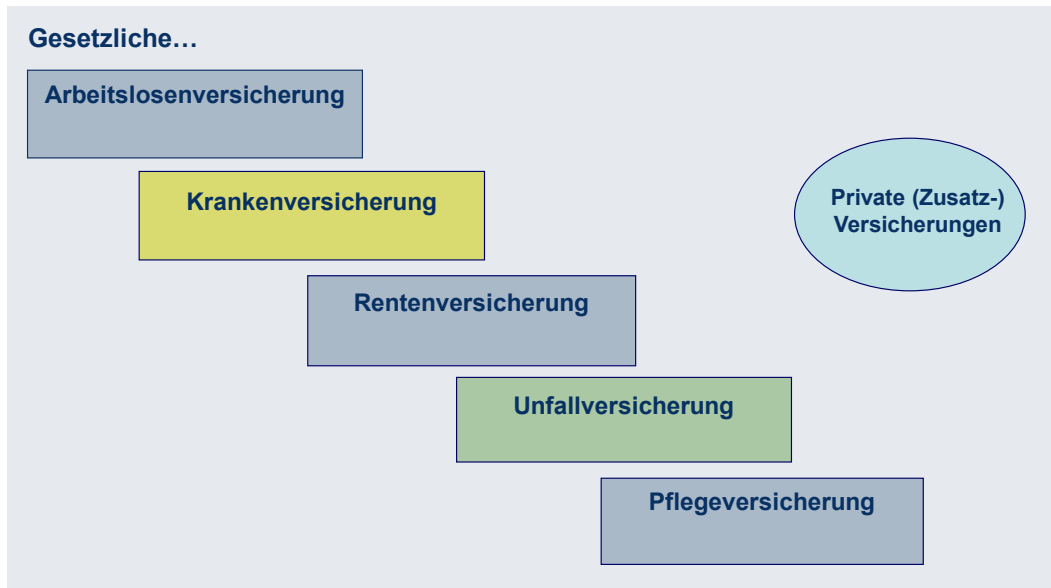 Gesetzliche…
Arbeitslosenversicherung
Krankenversicherung
Private (Zusatz-)
Versicherungen
Rentenversicherung
Unfallversicherung
Pflegeversicherung